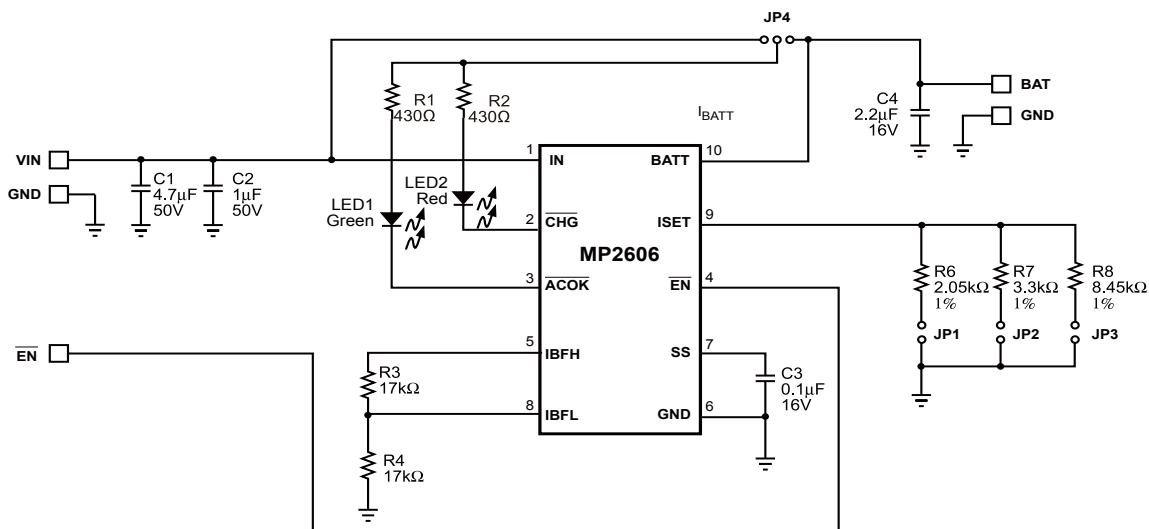 JP4
R1
430Ω
R2
430Ω
I_BATT
C4
2.2µF
16V
BAT
GND
VIN
GND
C1
4.7µF
50V
C2
1µF
50V
LED1
Green
LED2
Red
1
IN
BATT
10
2
CHG
ISET
9
MP2606
3
ACOK
EN
4
R6
2.05kΩ
1%
R7
3.3kΩ
1%
R8
8.45kΩ
1%
JP1
JP2
JP3
EN
5
IBFH
SS
7
R3
17kΩ
C3
0.1µF
16V
8
IBFL
GND
6
R4
17kΩ